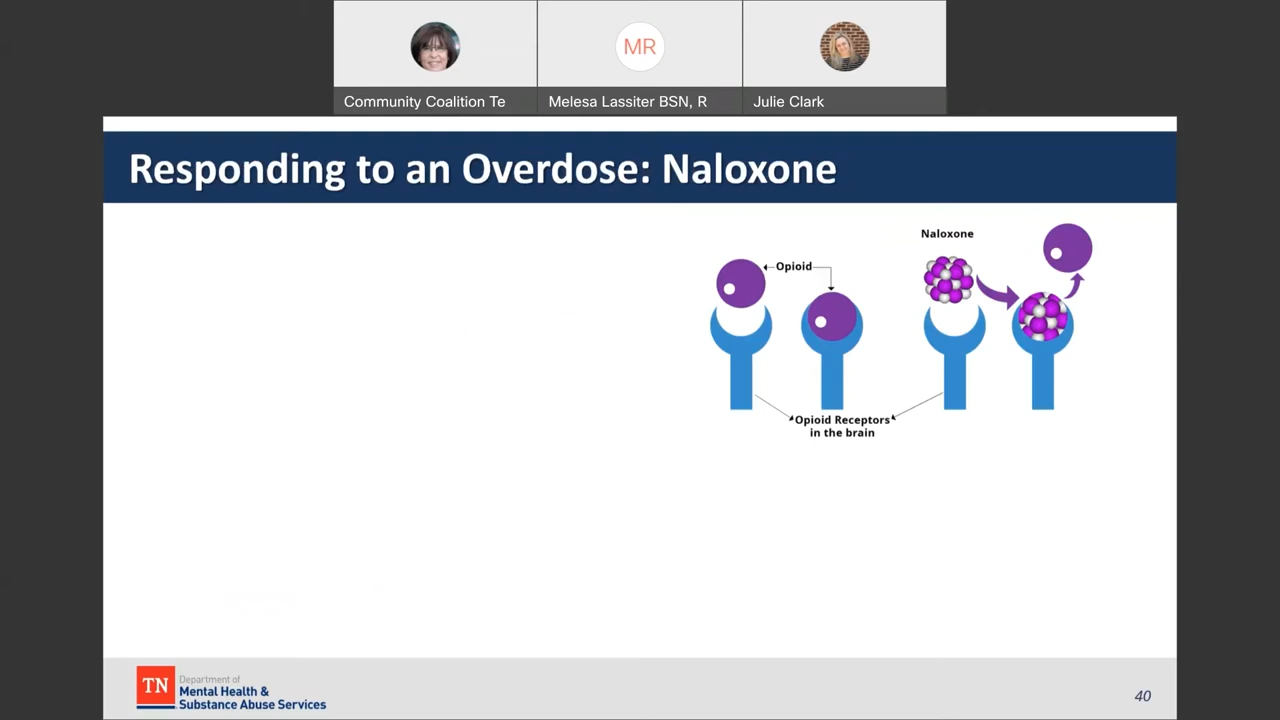 MR
Community Coalition Te
Melesa Lassiter BSN, R
Julie Clark
Responding to an Overdose: Naloxone
Naloxone
Opioid
Opioid Receptors
in the brain
TN
Department of
Mental Health &
Substance Abuse Services
40